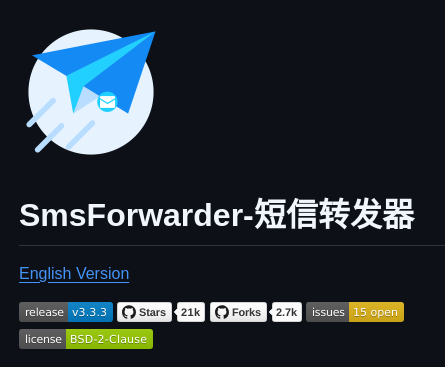 SmsForwarder-短信转发器
English Version
release v3.3.3 Stars 21k Forks 2.7k issues 15 open
license BSD-2-Clause